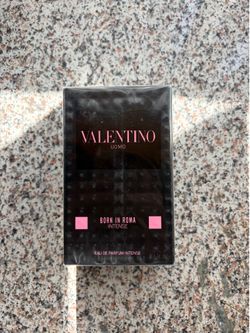 VALENTINO
UOMO
BORN IN ROMA
INTENSE
EAU DE PARFUM INTENSE